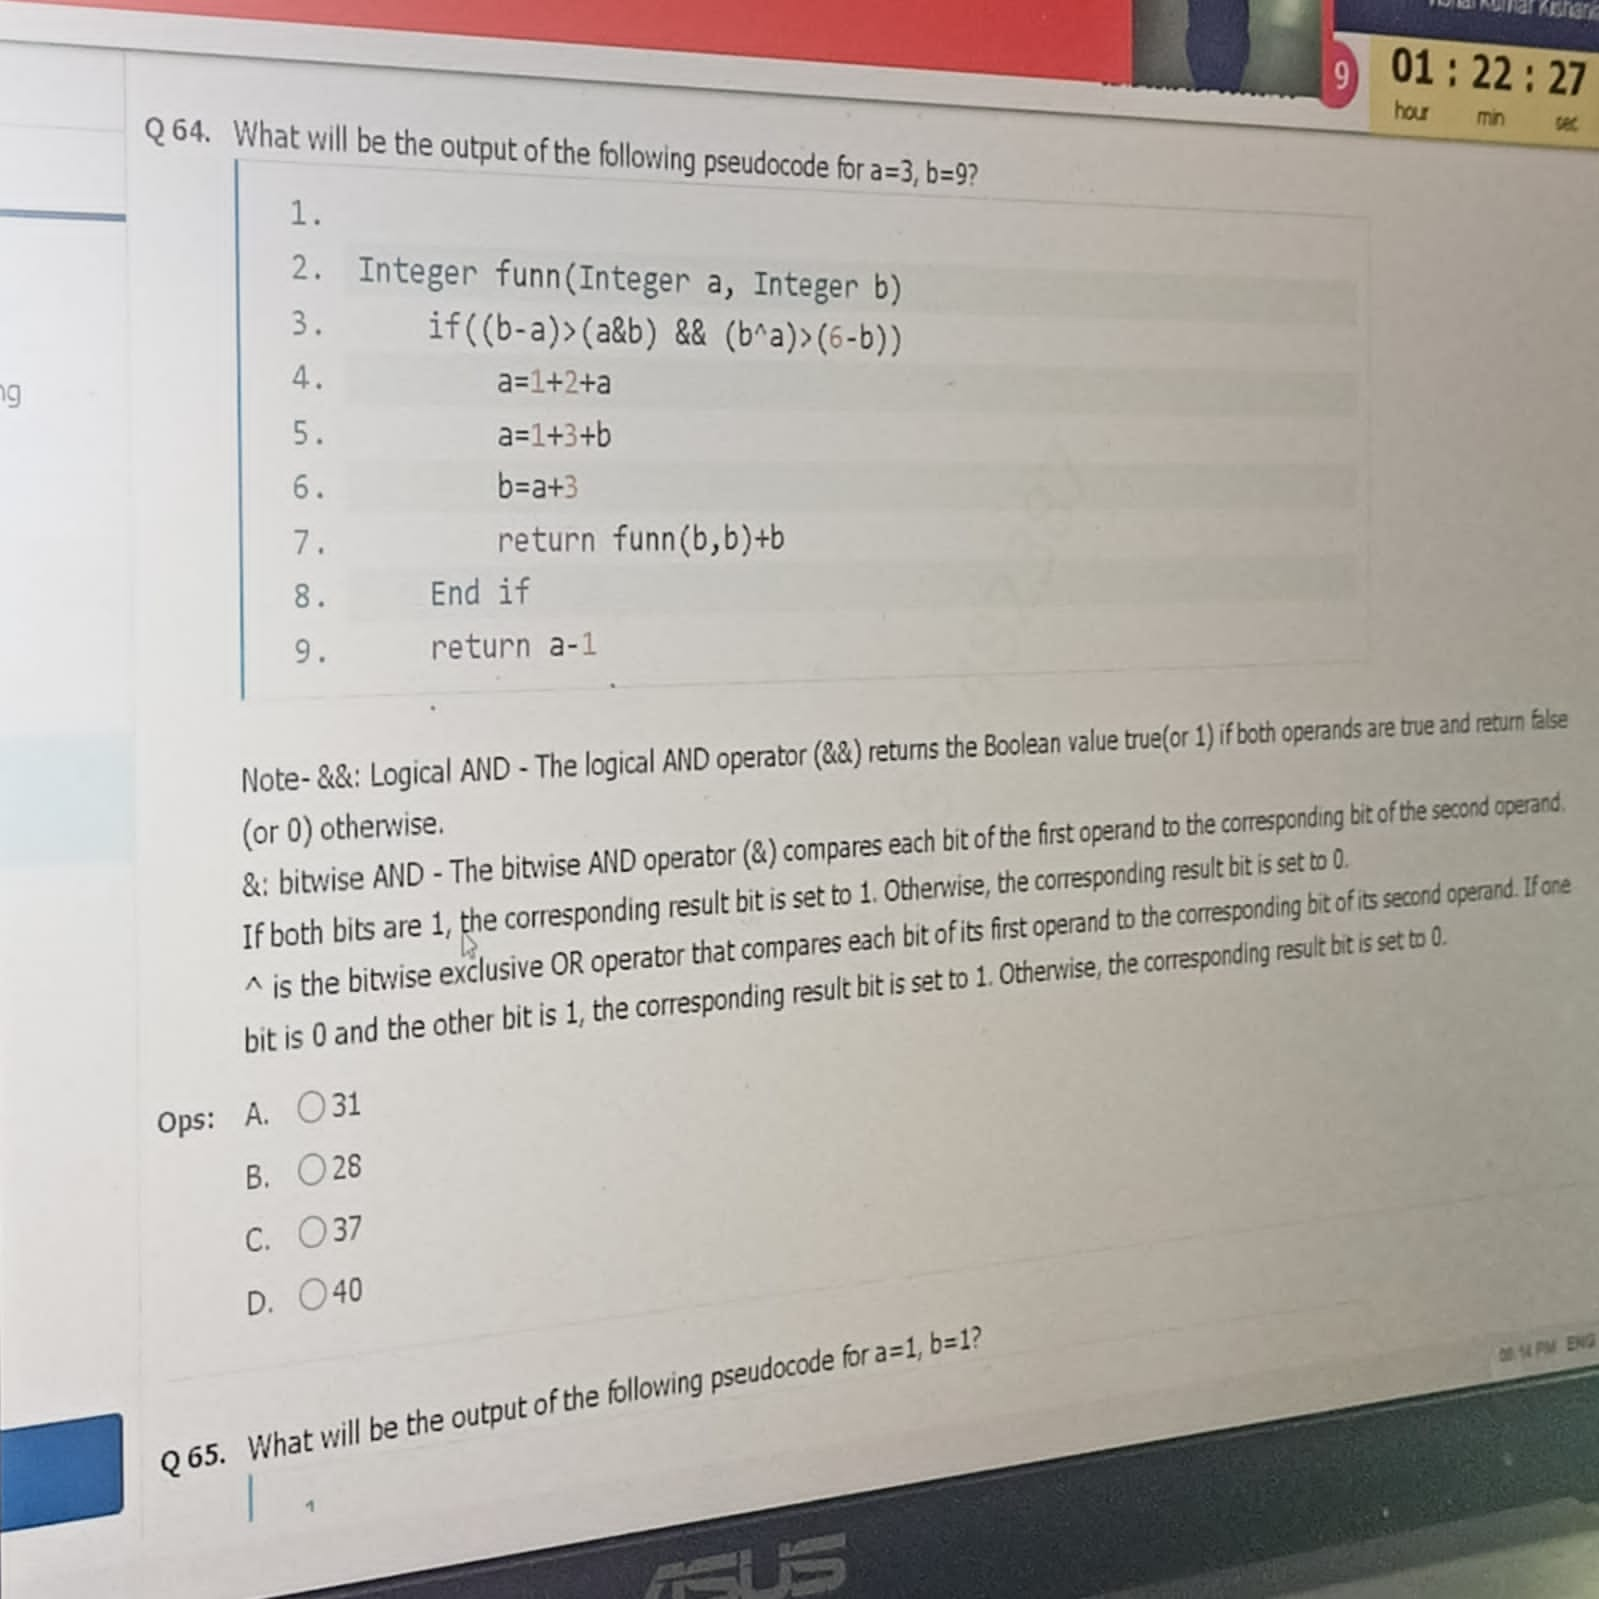 9
01 : 22 : 27
hour min sec
Q 64. What will be the output of the following pseudocode for a=3, b=9?
1.
2. Integer funn(Integer a, Integer b)
3. if((b-a)>(a&b) && (b^a)>(6-b))
4. a=1+2+a
5. a=1+3+b
6. b=a+3
7. return funn(b,b)+b
8. End if
9. return a-1
ng
Note- &&: Logical AND - The logical AND operator (&&) returns the Boolean value true(or 1) if both operands are true and return false
(or 0) otherwise.
&: bitwise AND - The bitwise AND operator (&) compares each bit of the first operand to the corresponding bit of the second operand.
If both bits are 1, the corresponding result bit is set to 1. Otherwise, the corresponding result bit is set to 0.
^ is the bitwise exclusive OR operator that compares each bit of its first operand to the corresponding bit of its second operand. If one
bit is 0 and the other bit is 1, the corresponding result bit is set to 1. Otherwise, the corresponding result bit is set to 0.
Ops: A. 31
B. 28
C. 37
D. 40
Q 65. What will be the output of the following pseudocode for a=1, b=1?
1
PM ENG
ASUS